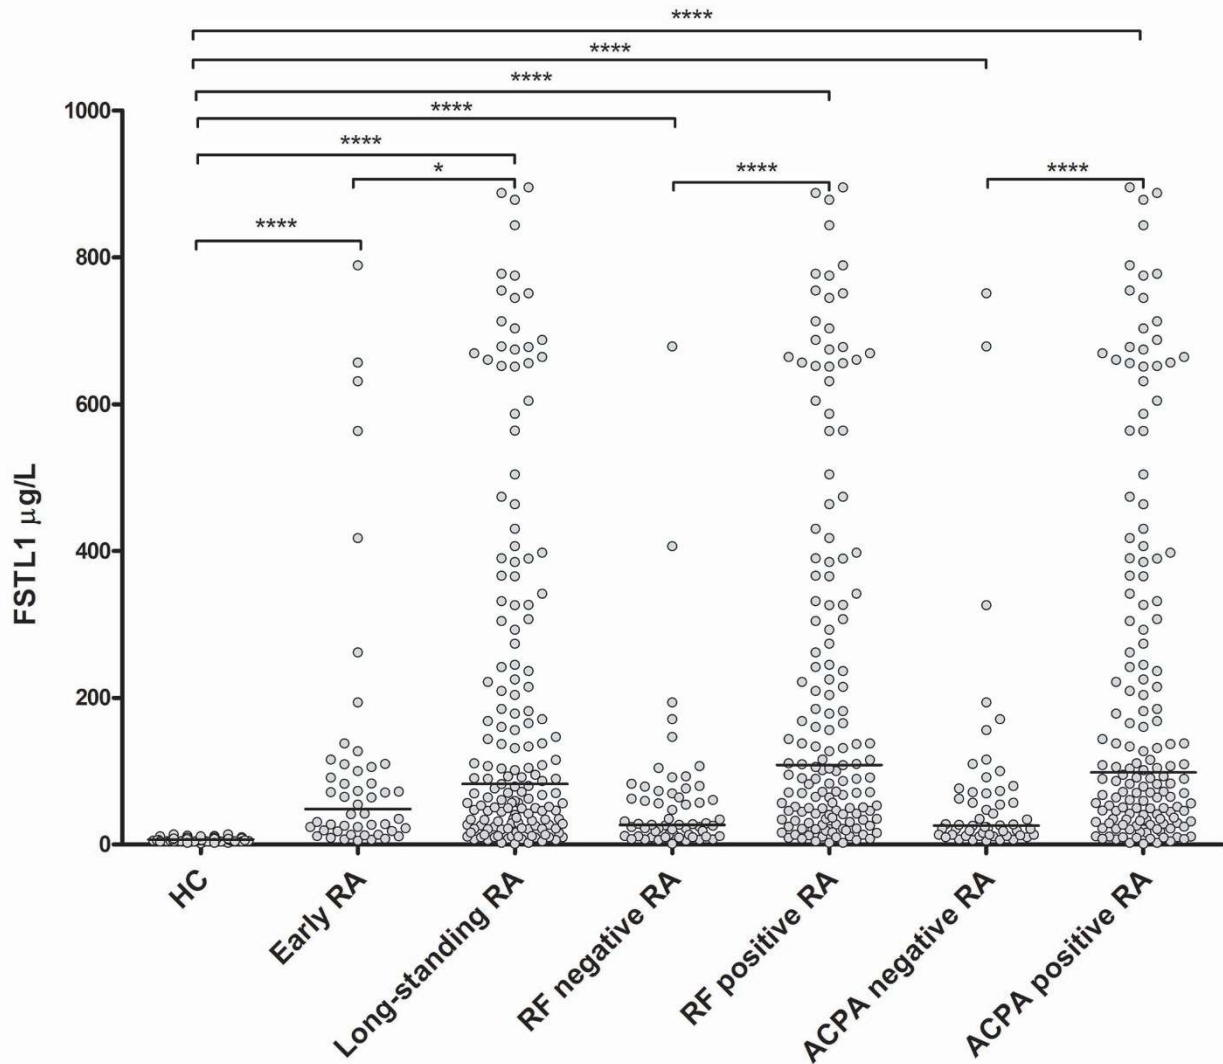 ****
****
****
****
****
*
****
****
****
1000
800
600
400
200
0
FSTL1 µg/L
HC
Early RA
Long-standing RA
RF negative RA
RF positive RA
ACPA negative RA
ACPA positive RA